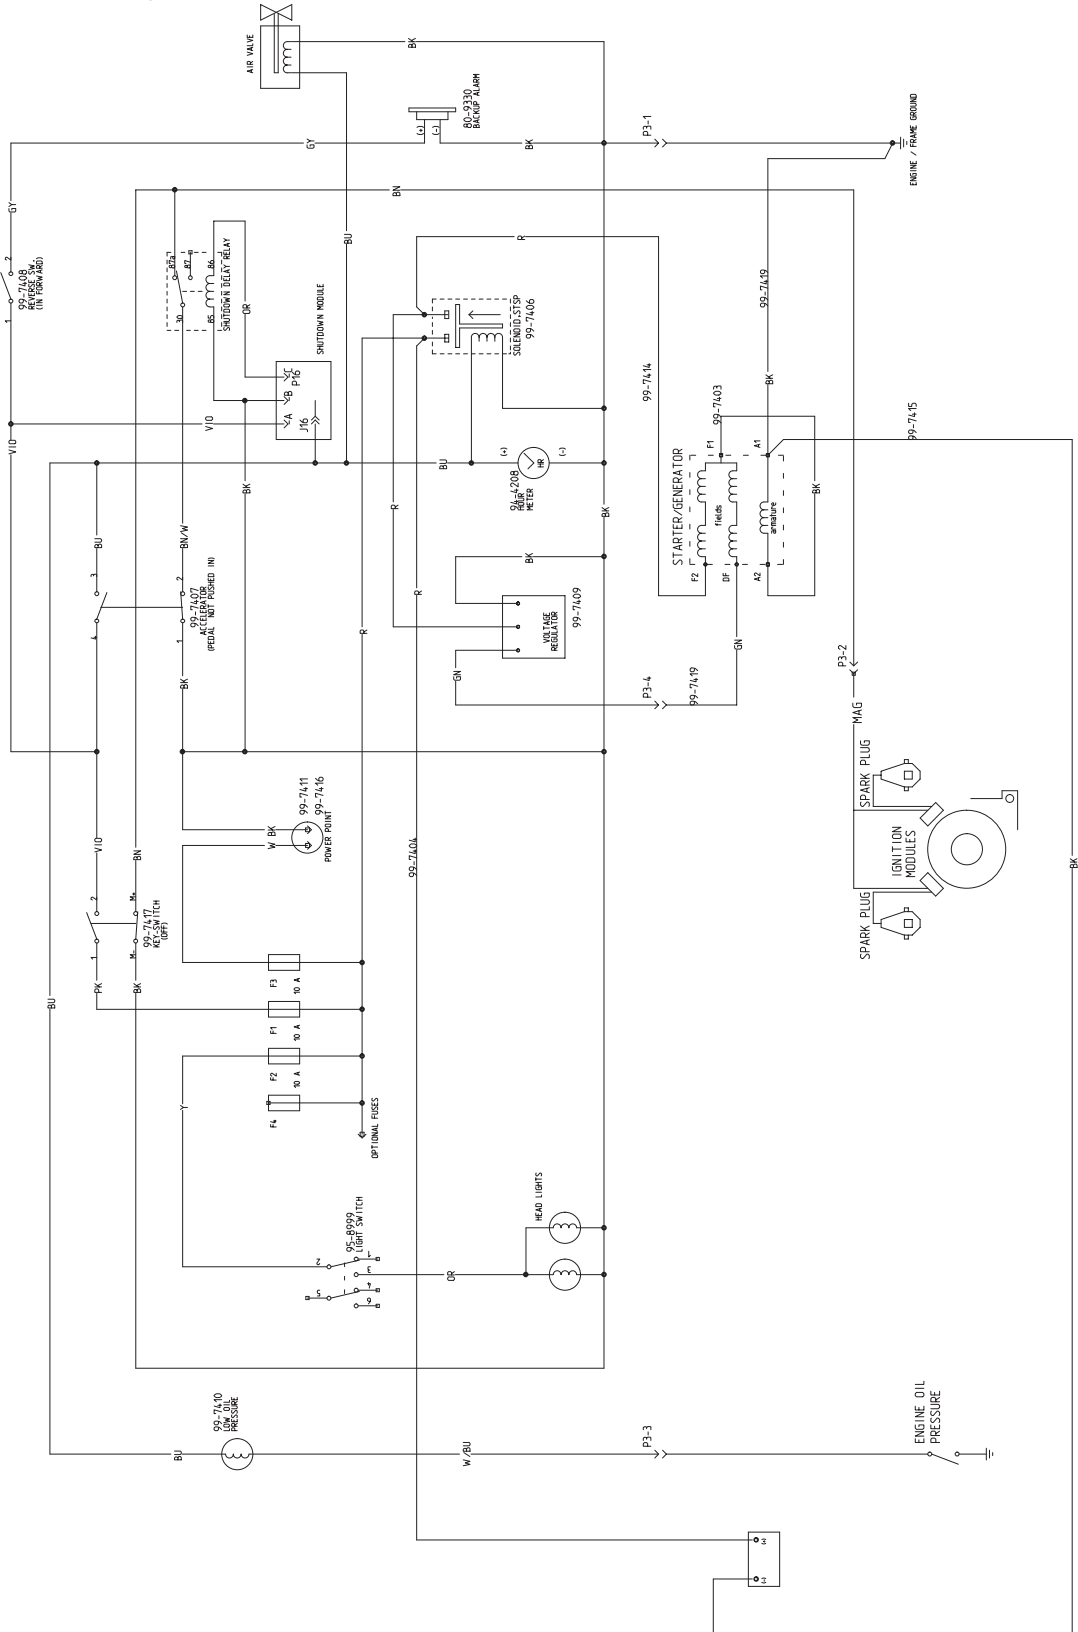 AIR VALVE
BK
80-9330
BACKUP ALARM
(+)
(-)
GY
BK
P3-1
ENGINE / FRAME GROUND
GY
2
99-7408
REVERSE SW.
(IN FORWARD)
1
BN
87a
87
86
30
85
SHUTDOWN DELAY RELAY
OR
BU
R
SOLENOID,STSP
99-7406
99-7419
SHUTDOWN MODULE
C
P16
B
A
J16
VIO
VIO
BK
99-7414
BK
99-7403
99-7415
BU
(+)
HR
(-)
94-4208
HOUR
METER
BK
STARTER/GENERATOR
F1
A1
fields
armature
F2
DF
A2
BK
BU
BN/W
R
3
4
2
1
99-7407
ACCELERATOR
(PEDAL NOT PUSHED IN)
BK
BK
VOLTAGE
REGULATOR
99-7409
R
R
GN
GN
P3-4
99-7419
P3-2
MAG
SPARK PLUG
IGNITION
MODULES
SPARK PLUG
99-7411
99-7416
POWER POINT
W
BK
99-7404
BK
VIO
BN
2
M+
1
M-
99-7417
KEY-SWITCH
(OFF)
PK
BK
BU
F3
10 A
F1
10 A
F2
10 A
F4
OPTIONAL FUSES
Y
95-8999
LIGHT SWITCH
2
1
3
5
4
6
OR
HEAD LIGHTS
99-7410
LOW OIL
PRESSURE
BU
W/BU
P3-3
ENGINE OIL
PRESSURE
(+)
(-)